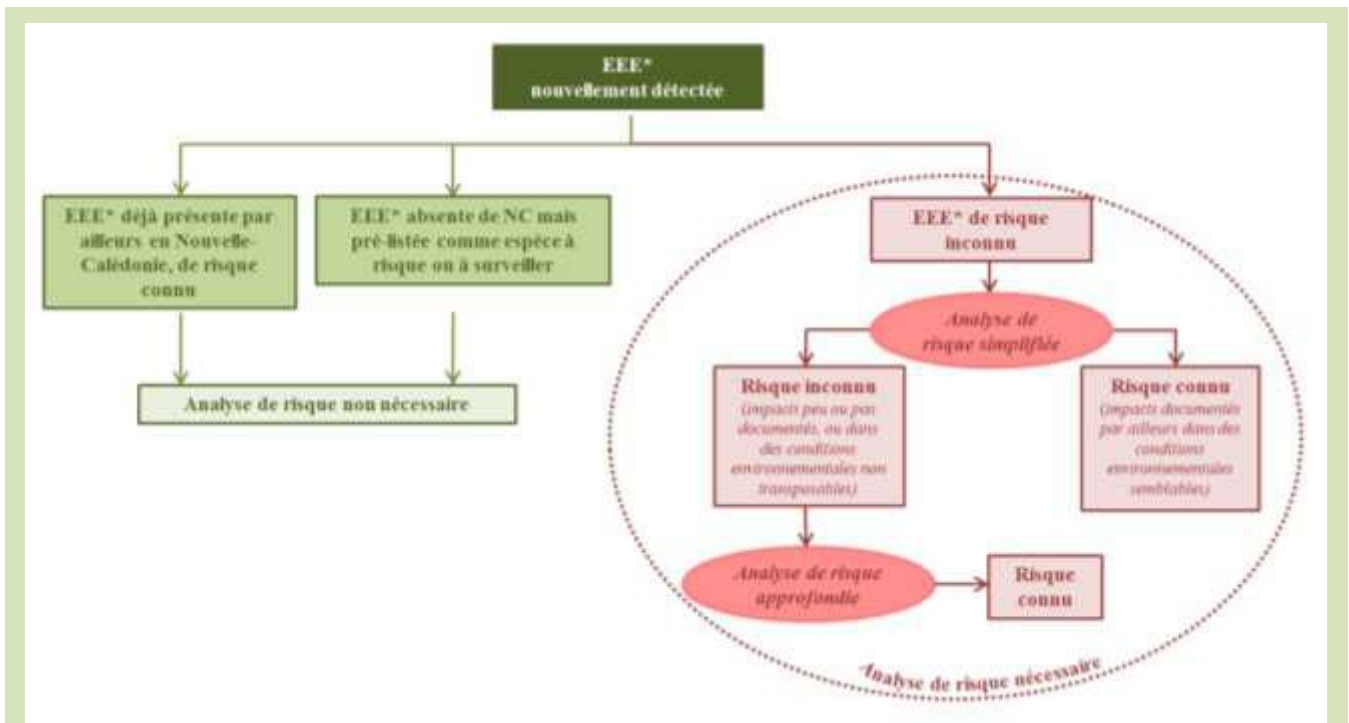 EEE*
nouvellement détectée
EEE* déjà présente par
ailleurs en Nouvelle-
Calédonie, de risque
connu
EEE* absente de NC mais
pré-listée comme espèce à
risque ou à surveiller
Analyse de risque non nécessaire
EEE* de risque
inconnu
Analyse de
risque simplifiée
Risque inconnu
(impacts peu ou pas
documentés, ou dans
des conditions
environnementales non
transposables)
Risque connu
(impacts documentés
par ailleurs dans des
conditions
environnementales
semblables)
Analyse de risque
approfondie
Risque
connu
Analyse de risque nécessaire